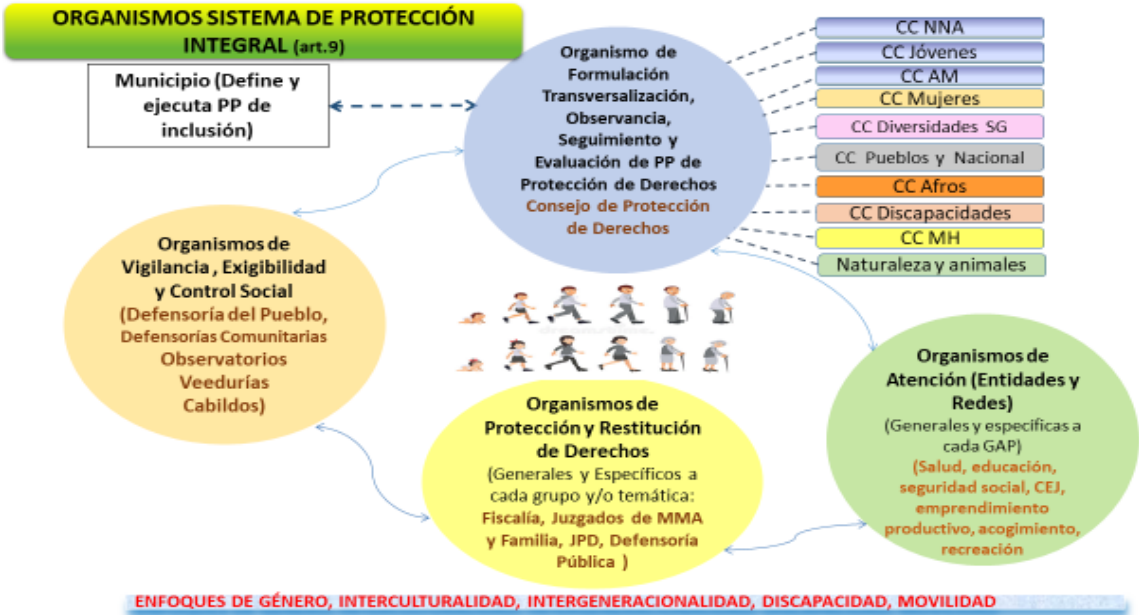 ORGANISMOS SISTEMA DE PROTECCIÓN
INTEGRAL (art.9)
Municipio (Define y
ejecuta PP de
inclusión)
Organismo de
Formulación
Transversalización,
Observancia,
Seguimiento y
Evaluación de PP de
Protección de Derechos
Consejo de Protección
de Derechos
CC NNA
CC Jóvenes
CC AM
CC Mujeres
CC Diversidades SG
CC Pueblos y Nacional
CC Afros
CC Discapacidades
CC MH
Naturaleza y animales
Organismos de
Vigilancia , Exigibilidad
y Control Social
(Defensoría del Pueblo,
Defensorías Comunitarias
Observatorios
Veedurías
Cabildos)
Organismos de
Protección y Restitución
de Derechos
(Generales y Específicos a
cada grupo y/o temática:
Fiscalía, Juzgados de MMA
y Familia, JPD, Defensoría
Pública )
Organismos de
Atención (Entidades y
Redes)
(Generales y específicas a
cada GAP)
(Salud, educación,
seguridad social, CEJ,
emprendimiento
productivo, acogimiento,
recreación
ENFOQUES DE GÉNERO, INTERCULTURALIDAD, INTERGENERACIONALIDAD, DISCAPACIDAD, MOVILIDAD